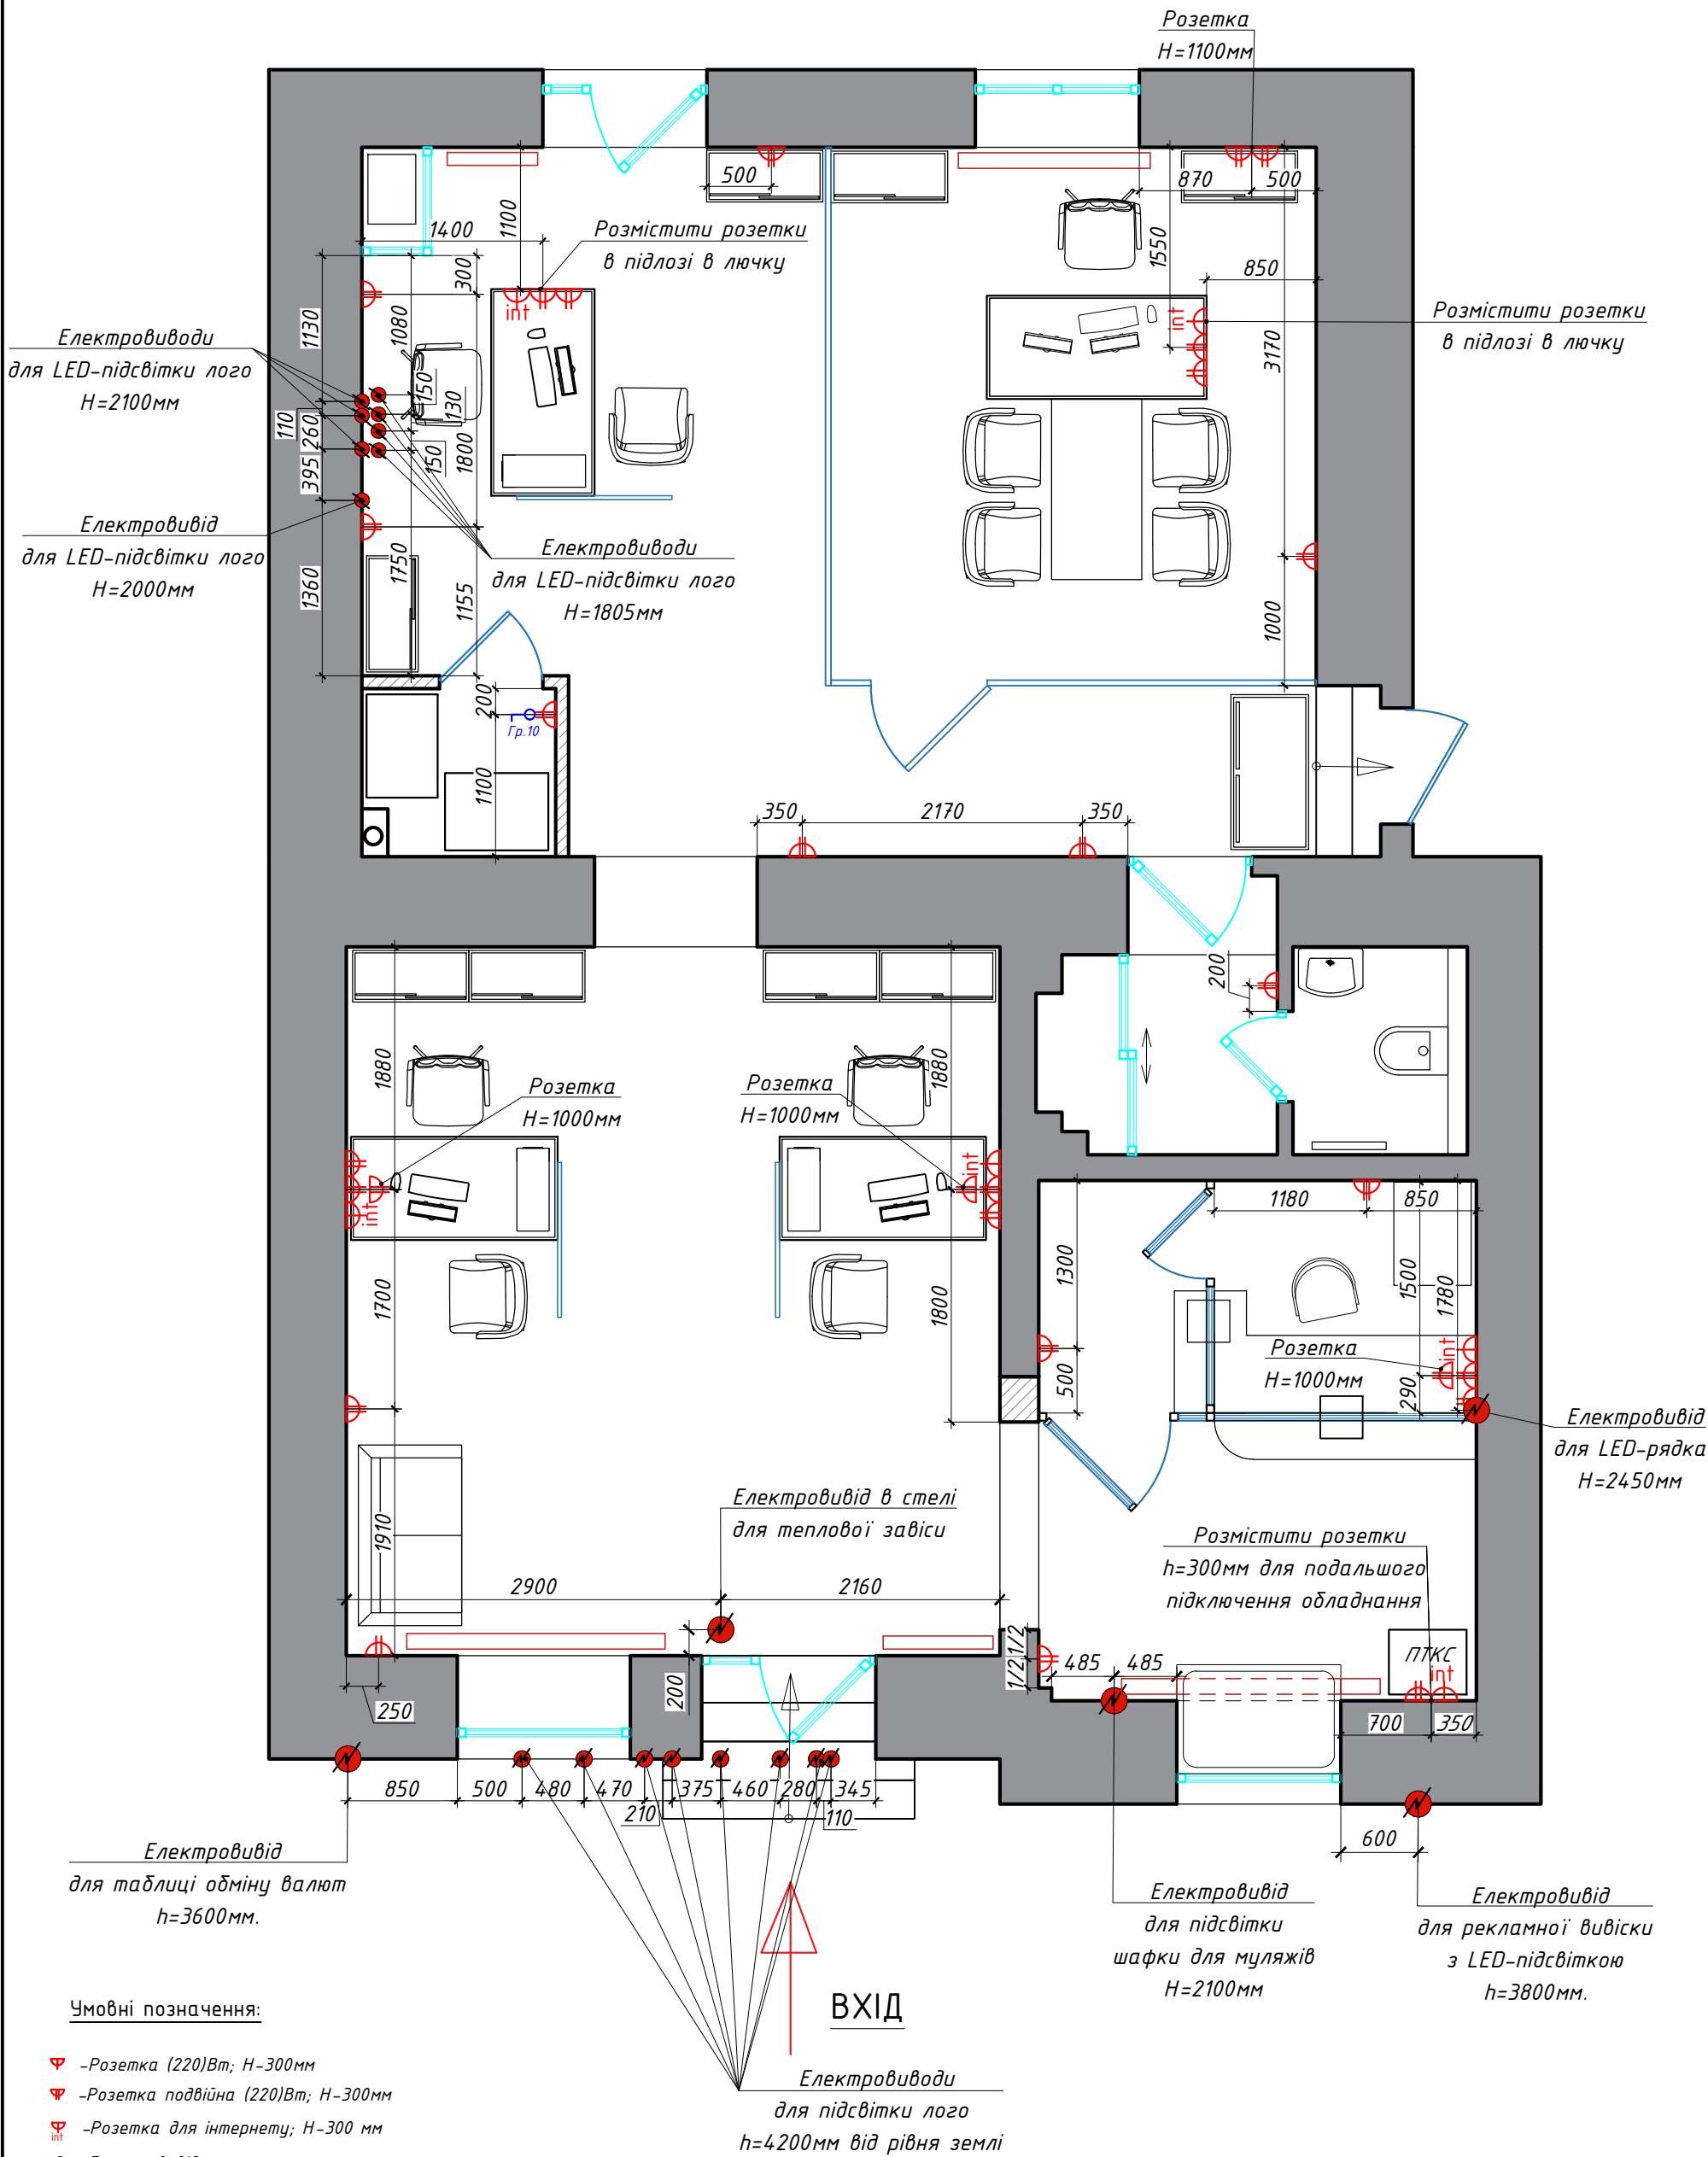 Розетка
H=1100мм
500
870
500
1100
1400
Розмістити розетки
в підлозі в лючку
1550
850
300
int
int
1130
1080
3170
Розмістити розетки
в підлозі в лючку
Електровиводи
для LED-підсвітки лого
H=2100мм
150
130
110
260
395
150
1800
Електровивід
для LED-підсвітки лого
H=2000мм
Електровиводи
для LED-підсвітки лого
H=1805мм
1750
1360
1155
1000
200
Гр.10
1100
350
2170
350
200
1880
1880
Розетка
H=1000мм
Розетка
H=1000мм
int
int
1180
850
1300
1500
1780
1700
1800
Розетка
H=1000мм
int
500
290
Електровивід
для LED-рядка
H=2450мм
1910
Електровивід в стелі
для теплової завіси
Розмістити розетки
h=300мм для подальшого
підключення обладнання
2900
2160
1/2
1/2
ПТКС
int
485
485
200
250
700
350
850
500
480
470
375
460
280
345
210
110
600
Електровивід
для таблиці обміну валют
h=3600мм.
Електровивід
для підсвітки
шафки для муляжів
H=2100мм
Електровивід
для рекламної вивіски
з LED-підсвіткою
h=3800мм.
Умовні позначення:
ВХІД
-Розетка (220)Вт; Н-300мм
-Розетка подвійна (220)Вт; Н-300мм
int
-Розетка для інтернету; Н-300 мм
Електровиводи
для підсвітки лого
h=4200мм від рівня землі